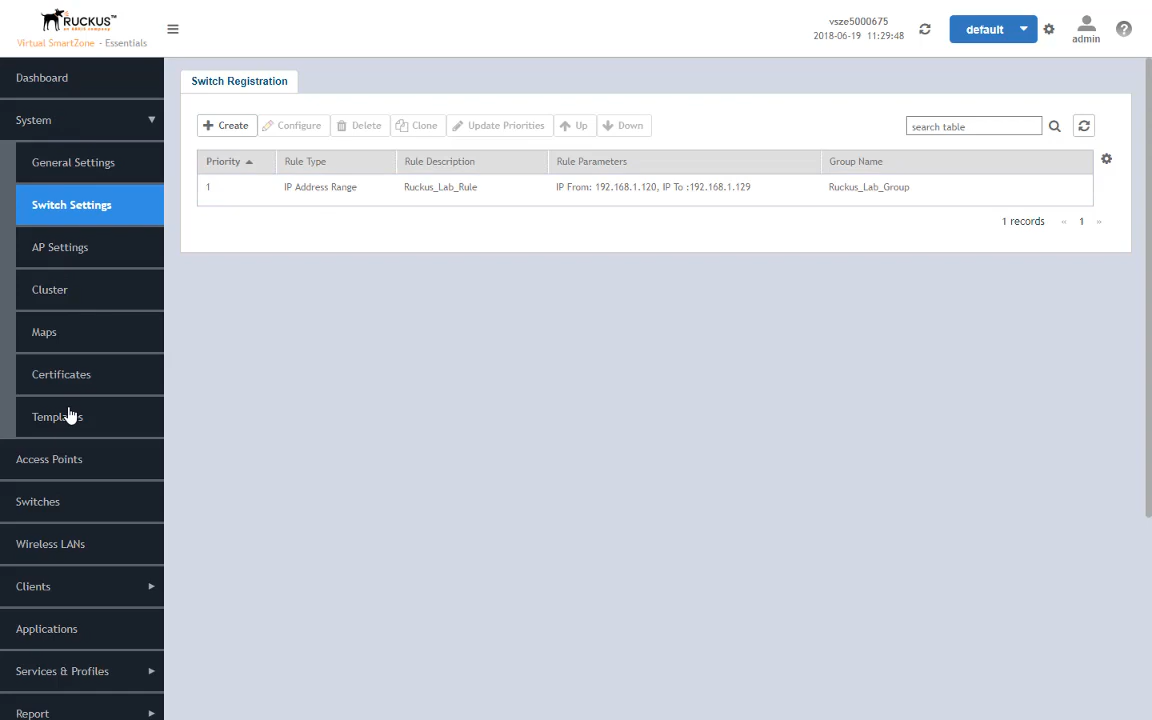 RUCKUS™
Virtual SmartZone - Essentials
vsze5000675
2018-06-19 11:29:48
default
admin
Dashboard
System
General Settings
Switch Settings
AP Settings
Cluster
Maps
Certificates
Templates
Access Points
Switches
Wireless LANs
Clients
Applications
Services & Profiles
Report
Switch Registration
Create Configure Delete Clone Update Priorities Up Down
search table
Priority Rule Type Rule Description Rule Parameters Group Name
1 IP Address Range Ruckus_Lab_Rule IP From: 192.168.1.120, IP To :192.168.1.129 Ruckus_Lab_Group
1 records « 1 »